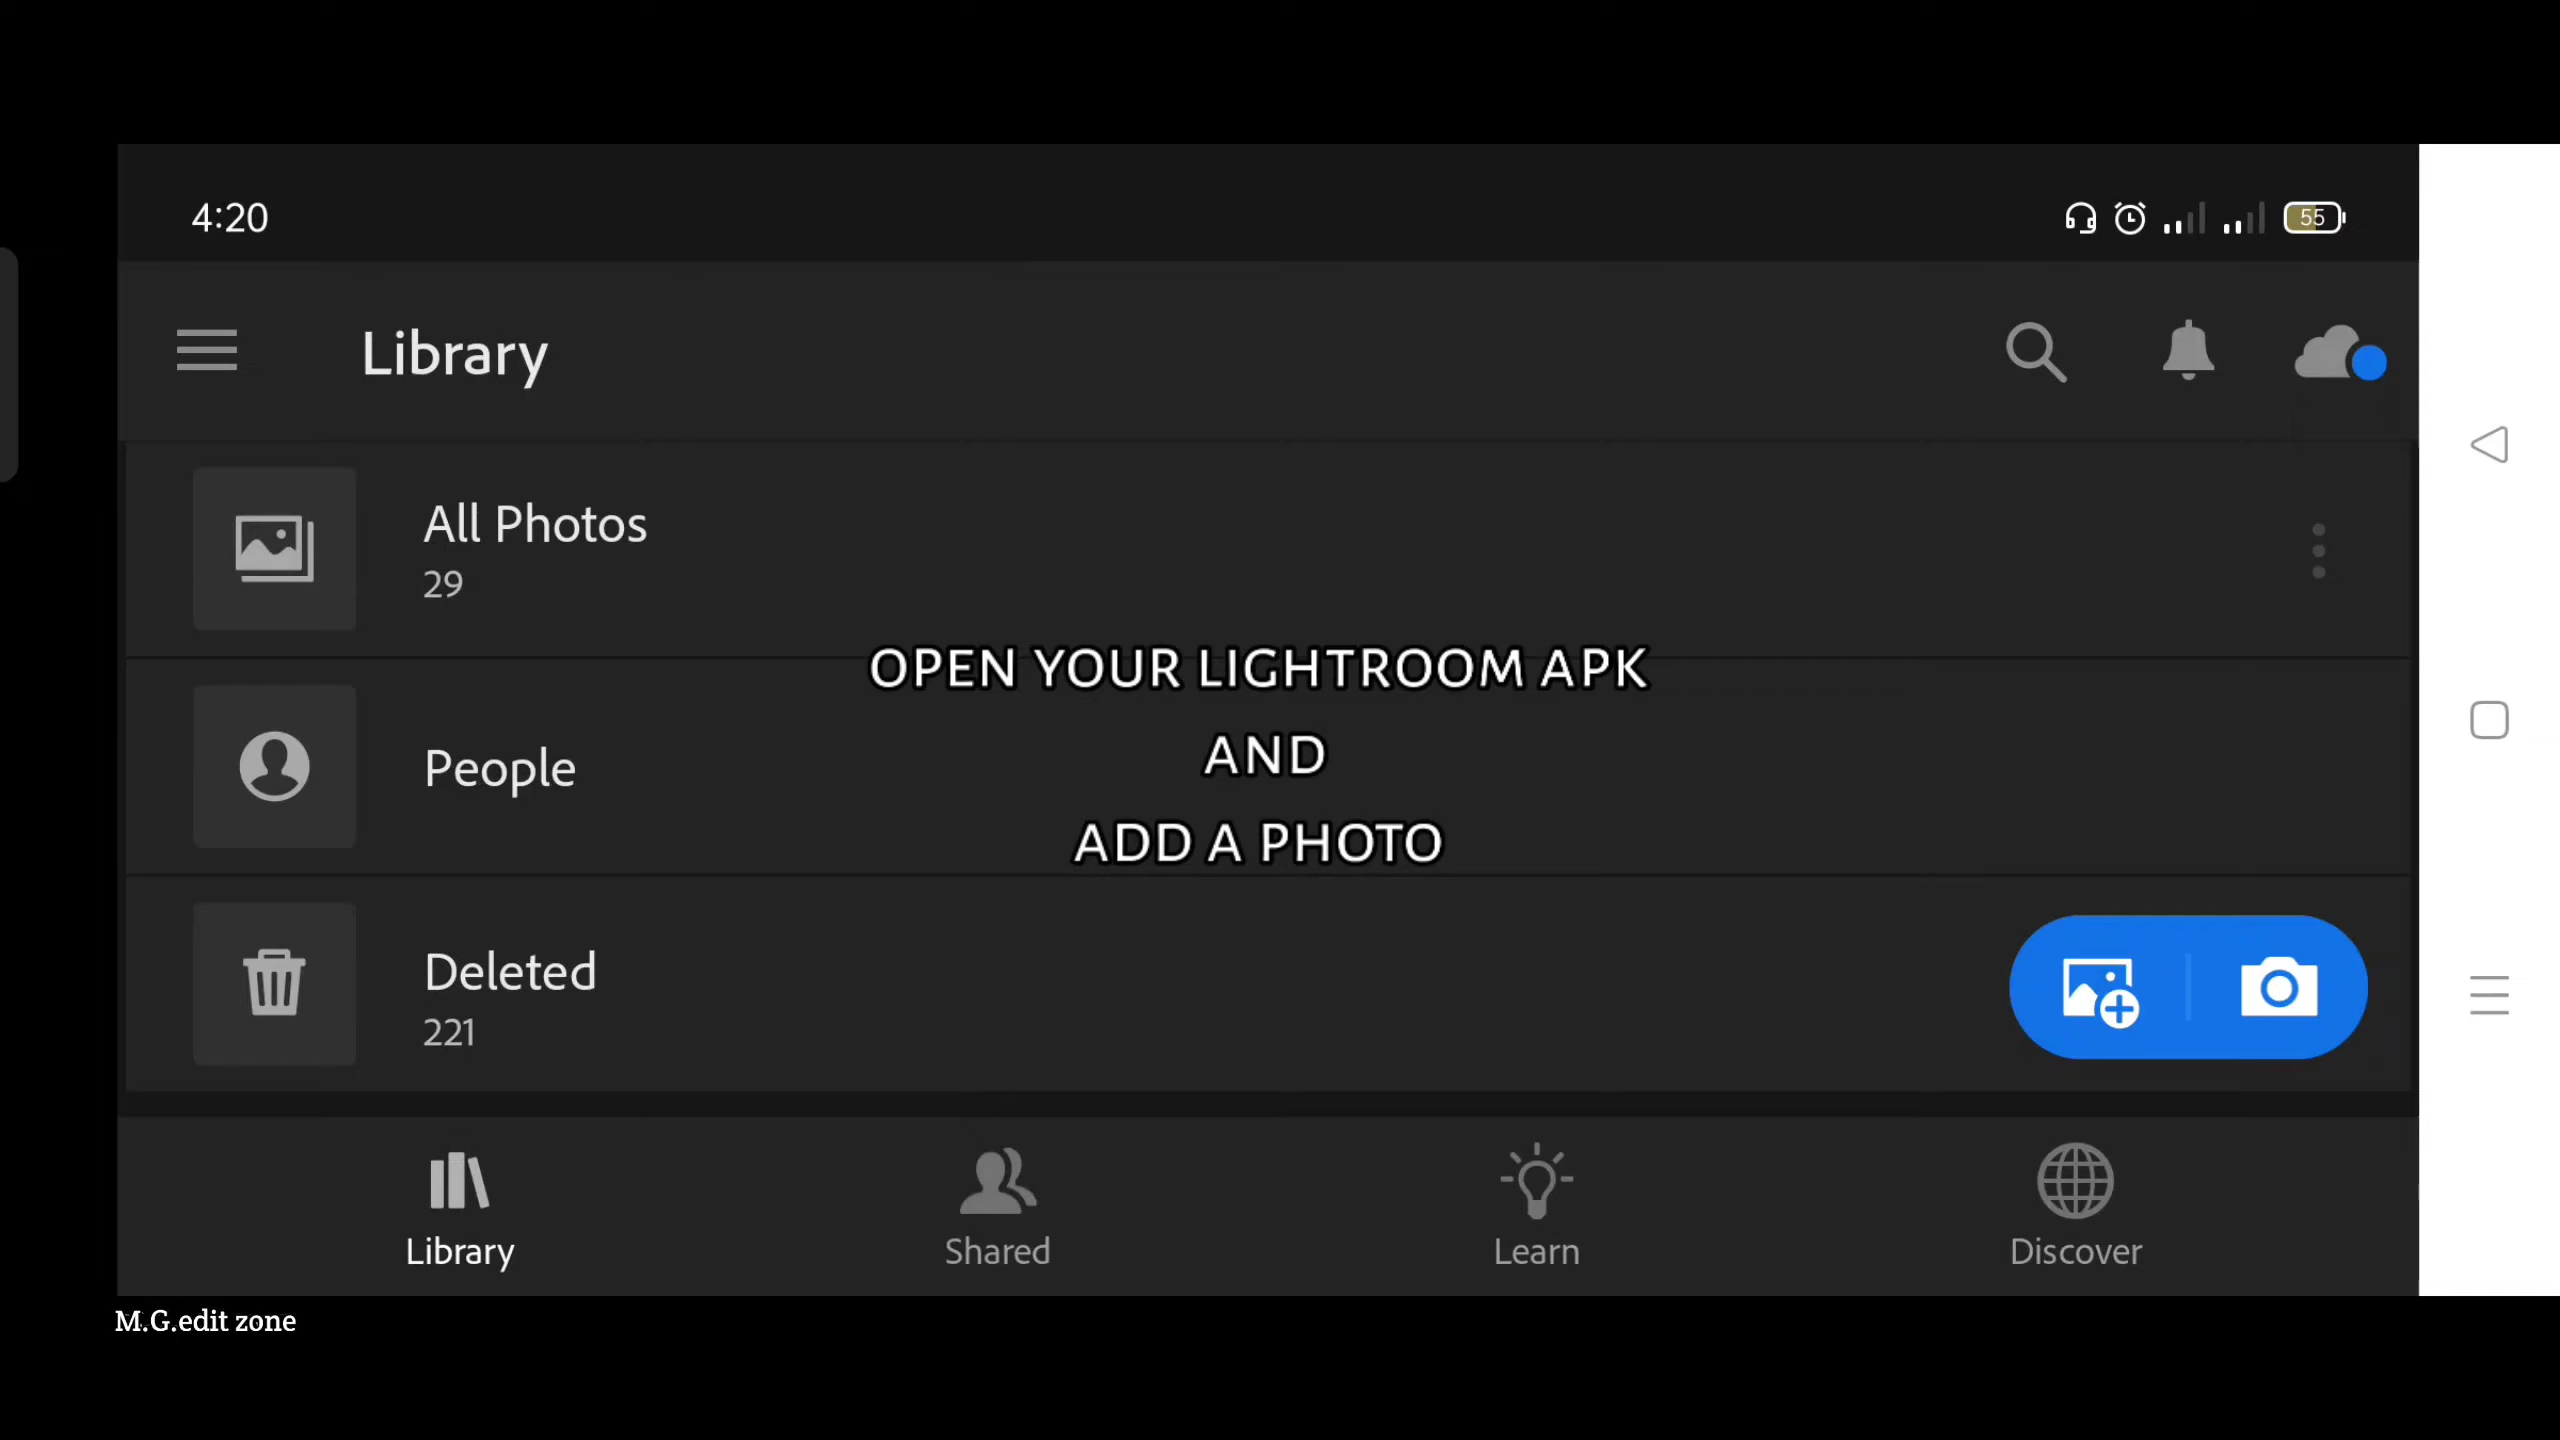 4:20
55
Library
All Photos
29
OPEN YOUR LIGHTROOM APK
AND
People
ADD A PHOTO
Deleted
221
Library
Shared
Learn
Discover
M.G.edit zone